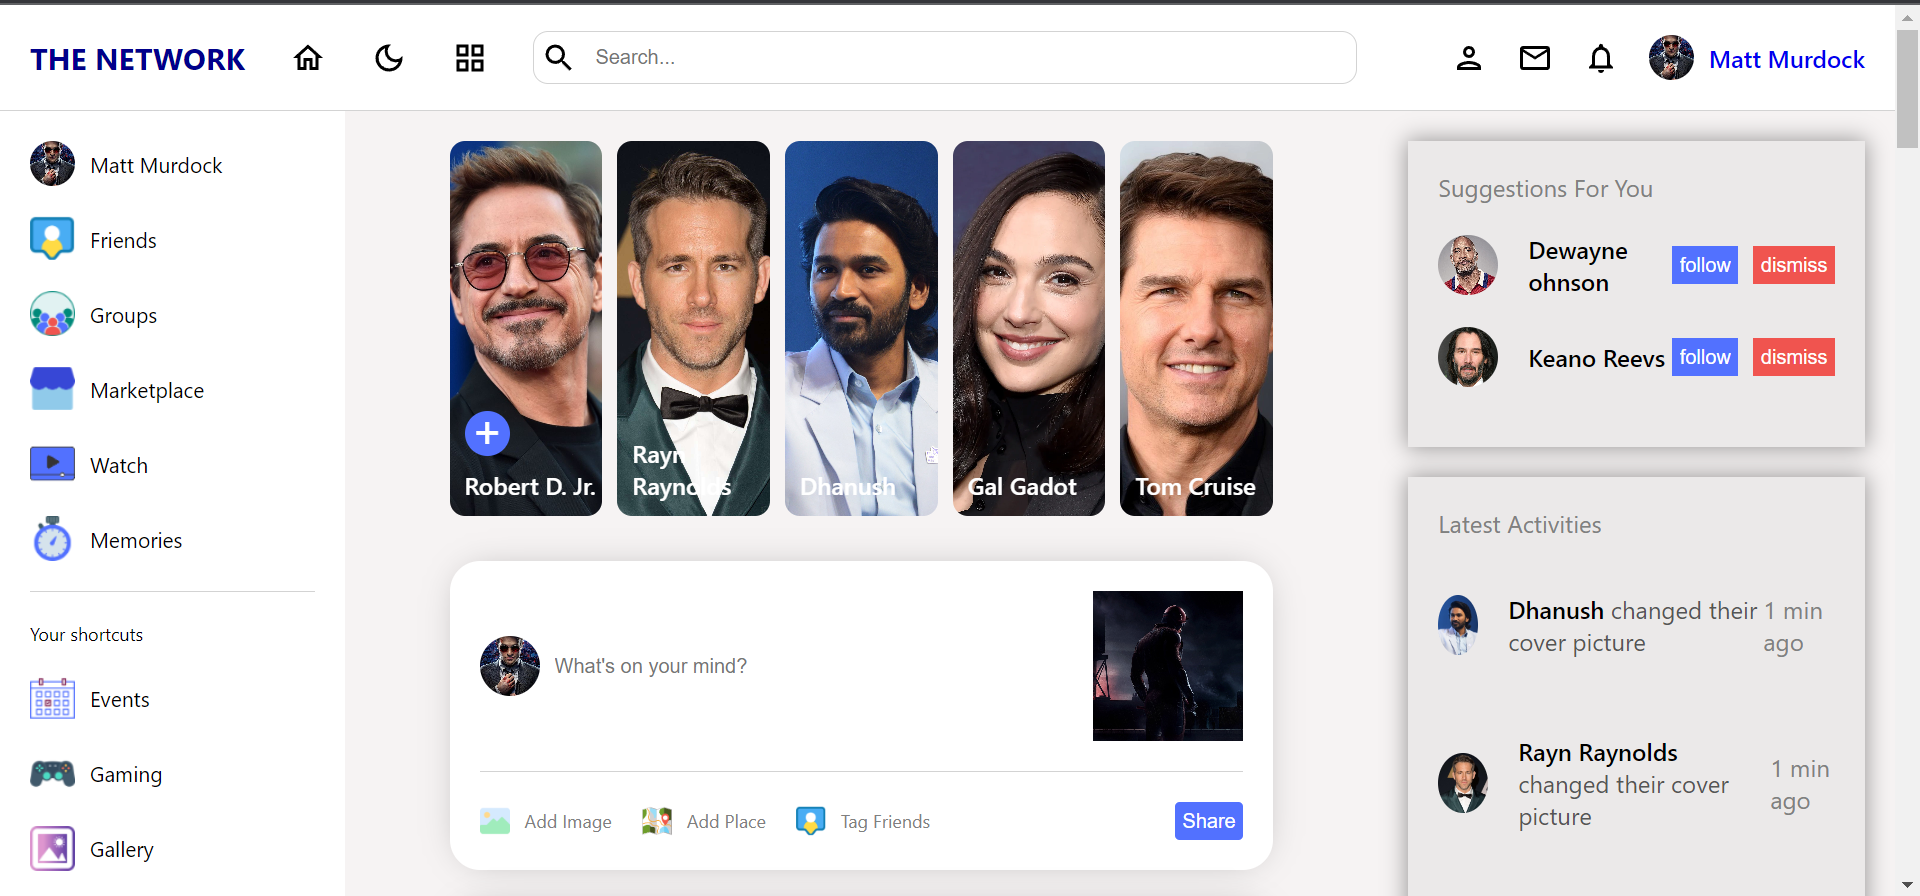 THE NETWORK
Search...
Matt Murdock
Matt Murdock
Friends
Groups
Marketplace
Watch
Memories
Your shortcuts
Events
Gaming
Gallery
Robert D. Jr.
Rayn
Raynolds
Dhanush
Gal Gadot
Tom Cruise
What's on your mind?
Add Image
Add Place
Tag Friends
Share
Suggestions For You
Dewayne
ohnson
follow
dismiss
Keano Reevs
follow
dismiss
Latest Activities
Dhanush changed their
cover picture
1 min
ago
Rayn Raynolds
changed their cover
picture
1 min
ago